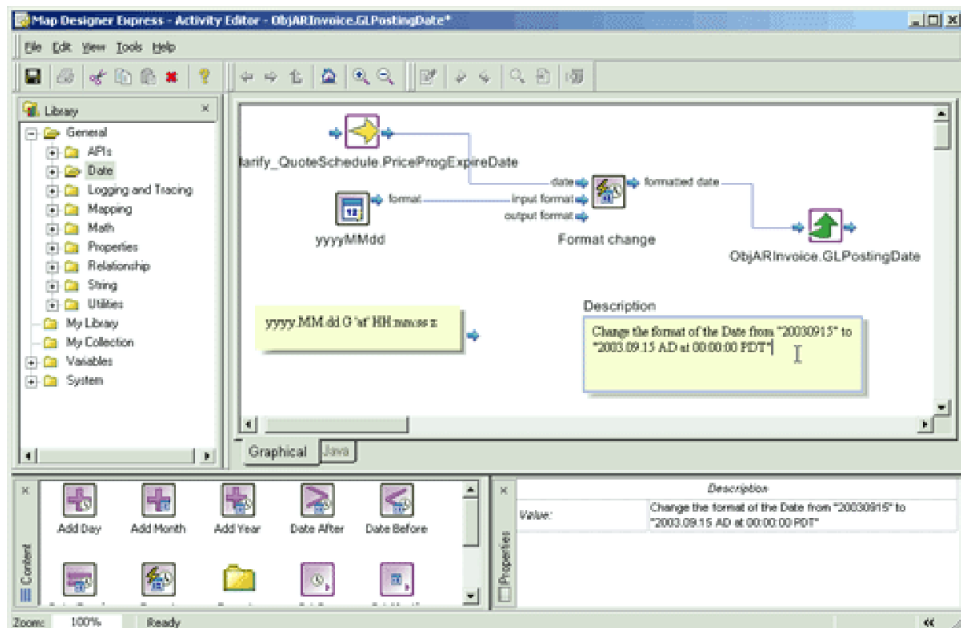 Map Designer Express - Activity Editor - ObjARInvoice.GLPostingDate*
File Edit View Tools Help
Library
General
APIs
Date
Logging and Tracing
Mapping
Math
Properties
Relationship
String
Utilities
My Library
My Collection
Variables
System
larify_QuoteSchedule.PriceProgExpireDate
date
formatted date
format
input format
output format
yyyyMMdd
Format change
ObjARInvoice.GLPostingDate
yyyy.MM.dd G 'at' HH:mm:ss z
Description
Change the format of the Date from "20030915" to
"2003.09.15 AD at 00:00:00 PDT"
Graphical Java
Content
Add Day Add Month Add Year Date After Date Before
Properties
Description
Value:
Change the format of the Date from "20030915" to
"2003.09.15 AD at 00:00:00 PDT"
Zoom: 100% Ready